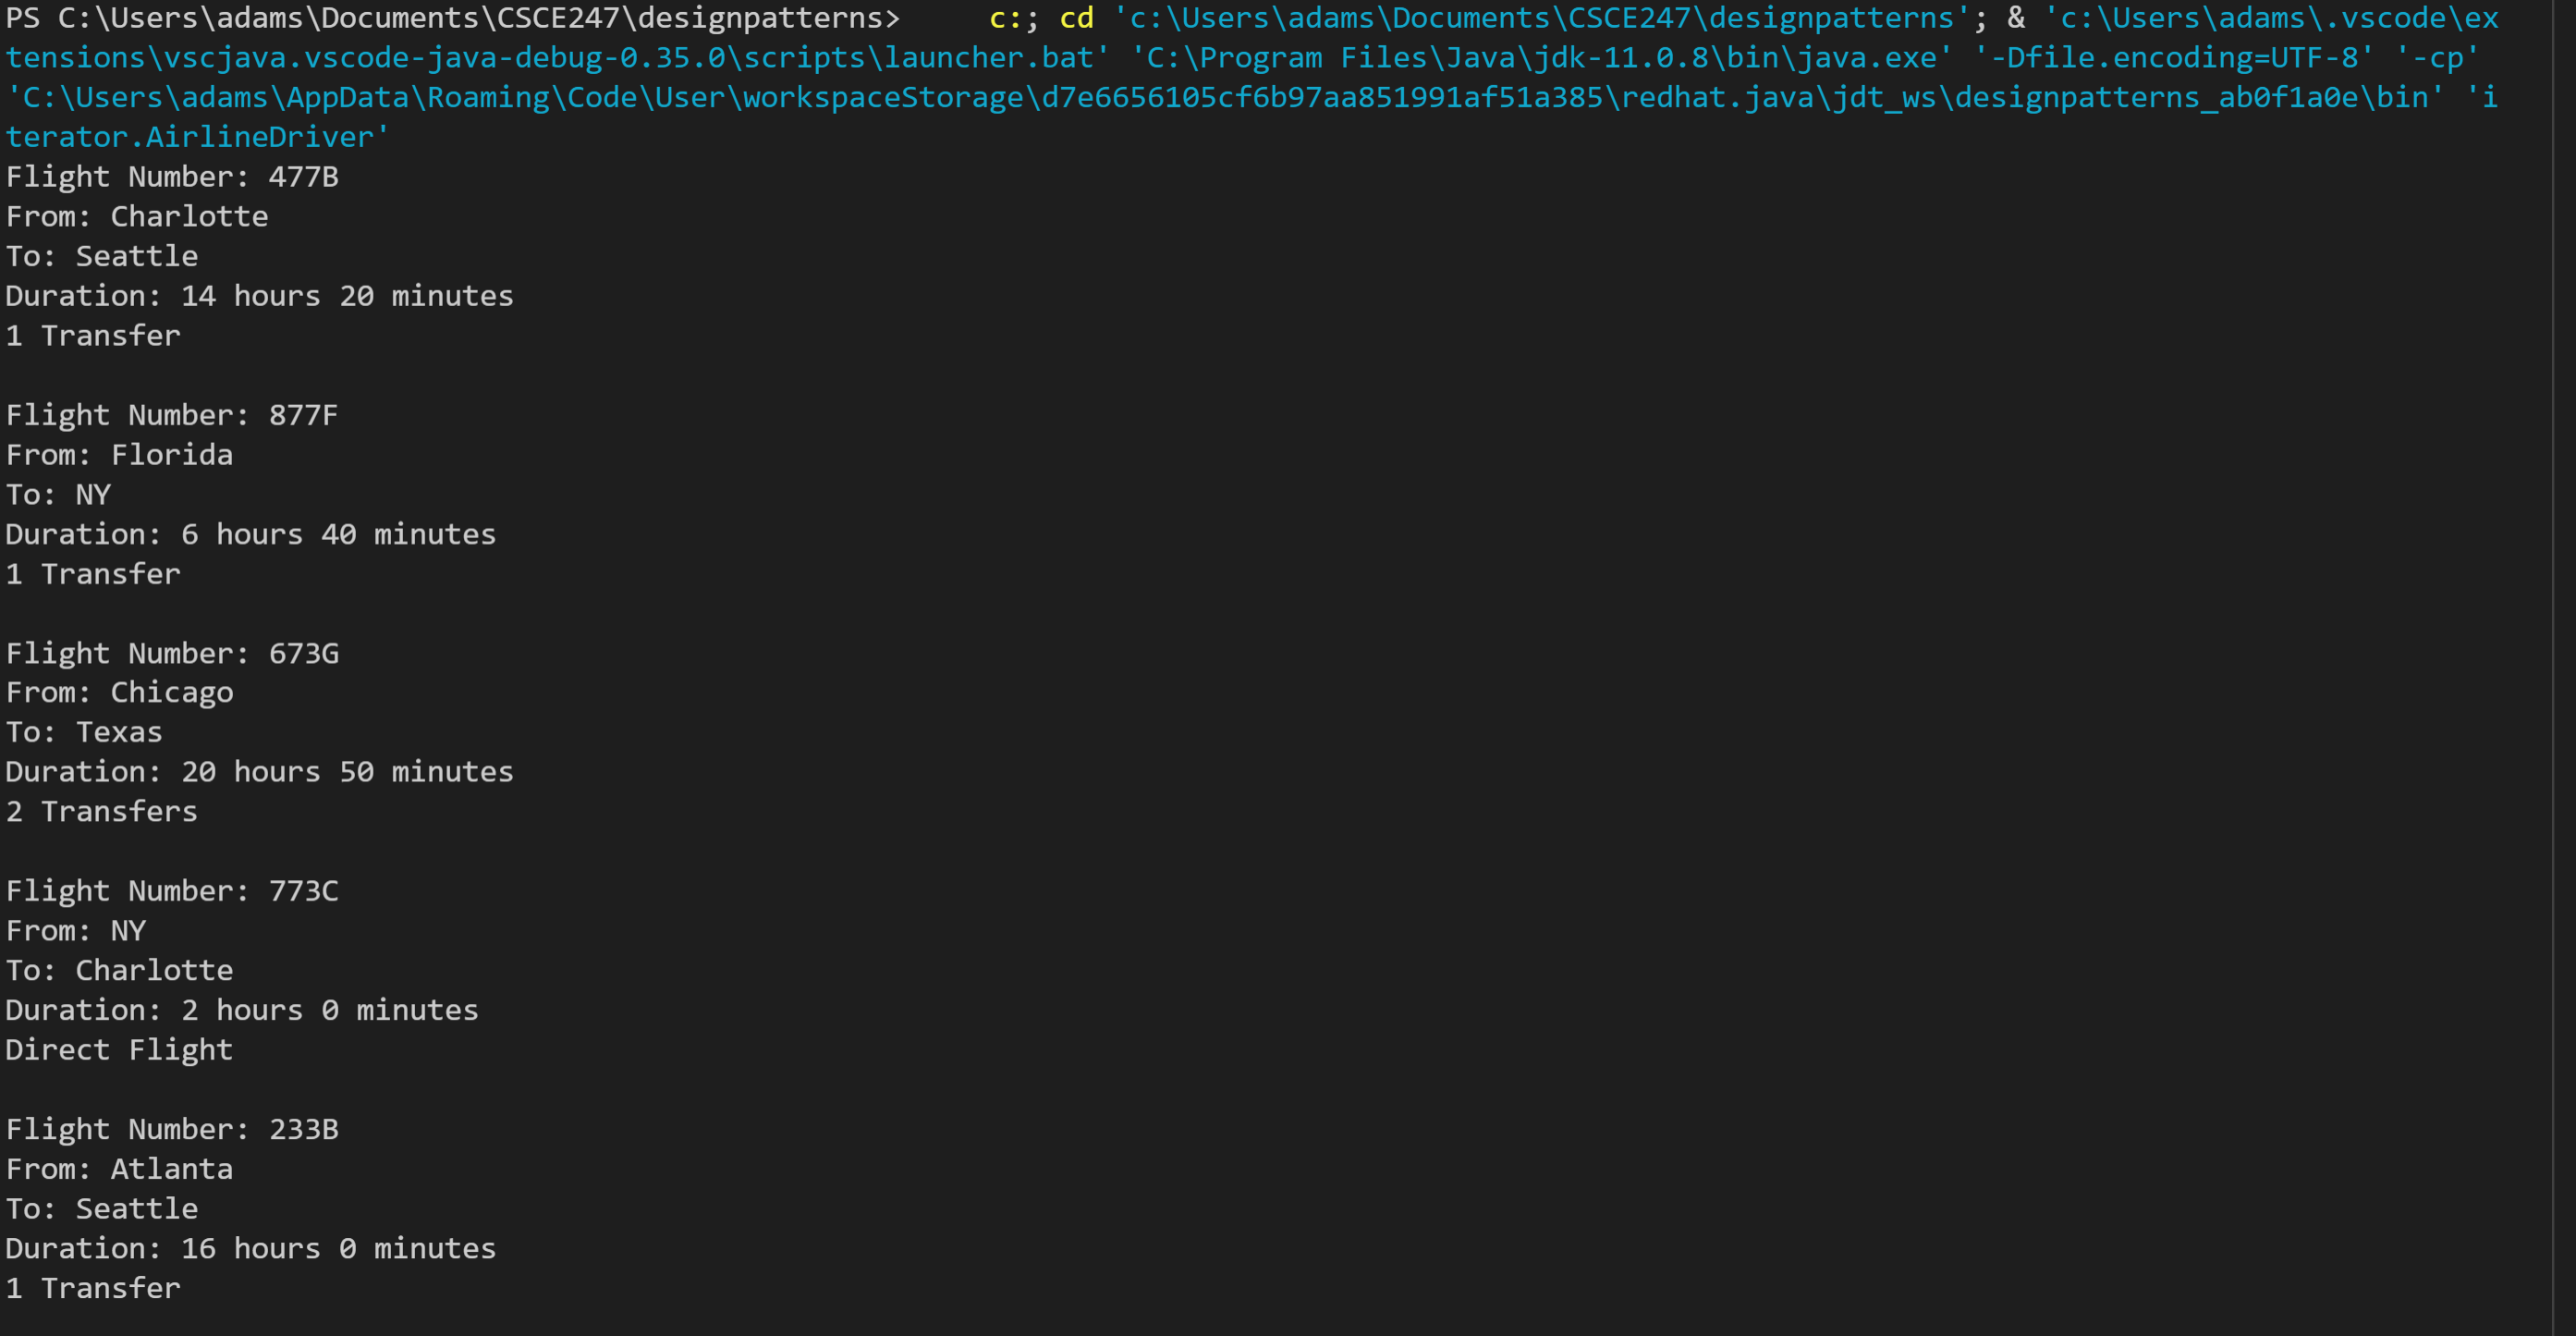 PS C:\Users\adams\Documents\CSCE247\designpatterns>     c:; cd 'c:\Users\adams\Documents\CSCE247\designpatterns'; & 'c:\Users\adams\.vscode\ex
tensions\vscjava.vscode-java-debug-0.35.0\scripts\launcher.bat' 'C:\Program Files\Java\jdk-11.0.8\bin\java.exe' '-Dfile.encoding=UTF-8' '-cp'
'C:\Users\adams\AppData\Roaming\Code\User\workspaceStorage\d7e6656105cf6b97aa851991af51a385\redhat.java\jdt_ws\designpatterns_ab0f1a0e\bin' 'i
terator.AirlineDriver'
Flight Number: 477B
From: Charlotte
To: Seattle
Duration: 14 hours 20 minutes
1 Transfer

Flight Number: 877F
From: Florida
To: NY
Duration: 6 hours 40 minutes
1 Transfer

Flight Number: 673G
From: Chicago
To: Texas
Duration: 20 hours 50 minutes
2 Transfers

Flight Number: 773C
From: NY
To: Charlotte
Duration: 2 hours 0 minutes
Direct Flight

Flight Number: 233B
From: Atlanta
To: Seattle
Duration: 16 hours 0 minutes
1 Transfer